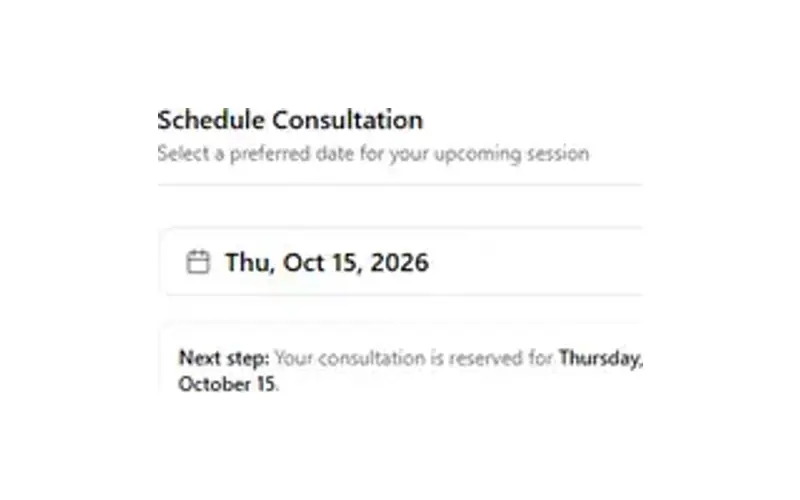 Schedule Consultation
Select a preferred date for your upcoming session
Thu, Oct 15, 2026
Next step: Your consultation is reserved for Thursday,
October 15.